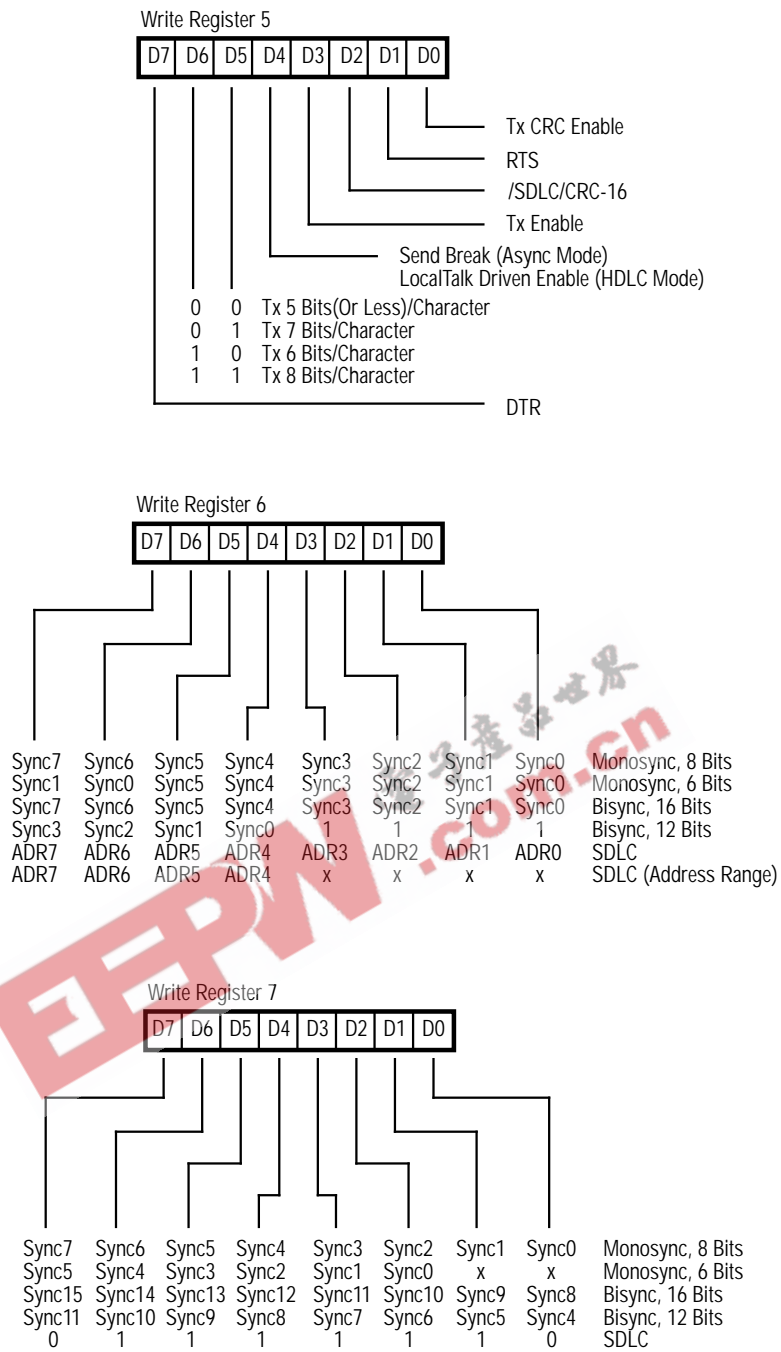 Write Register 5
D7 D6 D5 D4 D3 D2 D1 D0
Tx CRC Enable
RTS
/SDLC/CRC-16
Tx Enable
Send Break (Async Mode)
LocalTalk Driven Enable (HDLC Mode)
0 0 Tx 5 Bits(Or Less)/Character
0 1 Tx 7 Bits/Character
1 0 Tx 6 Bits/Character
1 1 Tx 8 Bits/Character
DTR
Write Register 6
D7 D6 D5 D4 D3 D2 D1 D0
Sync7 Sync6 Sync5 Sync4 Sync3 Sync2 Sync1 Sync0 Monosync, 8 Bits
Sync1 Sync0 Sync5 Sync4 Sync3 Sync2 Sync1 Sync0 Monosync, 6 Bits
Sync7 Sync6 Sync5 Sync4 Sync3 Sync2 Sync1 Sync0 Bisync, 16 Bits
Sync3 Sync2 Sync1 Sync0 1 1 1 1 Bisync, 12 Bits
ADR7 ADR6 ADR5 ADR4 ADR3 ADR2 ADR1 ADR0 SDLC
ADR7 ADR6 ADR5 ADR4 x x x x SDLC (Address Range)
電子產品世界
EEPW.com.cn
Write Register 7
D7 D6 D5 D4 D3 D2 D1 D0
Sync7 Sync6 Sync5 Sync4 Sync3 Sync2 Sync1 Sync0 Monosync, 8 Bits
Sync5 Sync4 Sync3 Sync2 Sync1 Sync0 x x Monosync, 6 Bits
Sync15 Sync14 Sync13 Sync12 Sync11 Sync10 Sync9 Sync8 Bisync, 16 Bits
Sync11 Sync10 Sync9 Sync8 Sync7 Sync6 Sync5 Sync4 Bisync, 12 Bits
0 1 1 1 1 1 1 0 SDLC